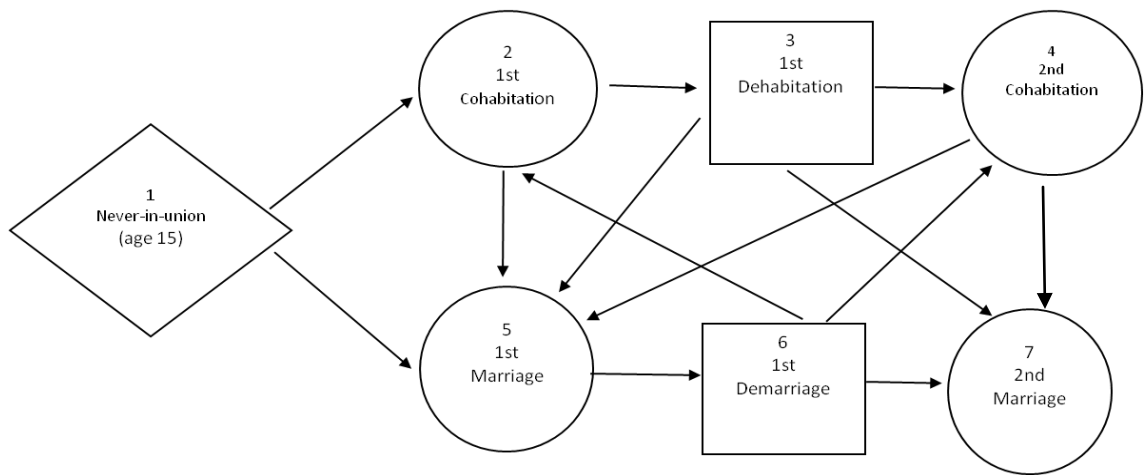 1
Never-in-union
(age 15)
2
1st
Cohabitation
3
1st
Dehabitation
4
2nd
Cohabitation
5
1st
Marriage
6
1st
Demarriage
7
2nd
Marriage